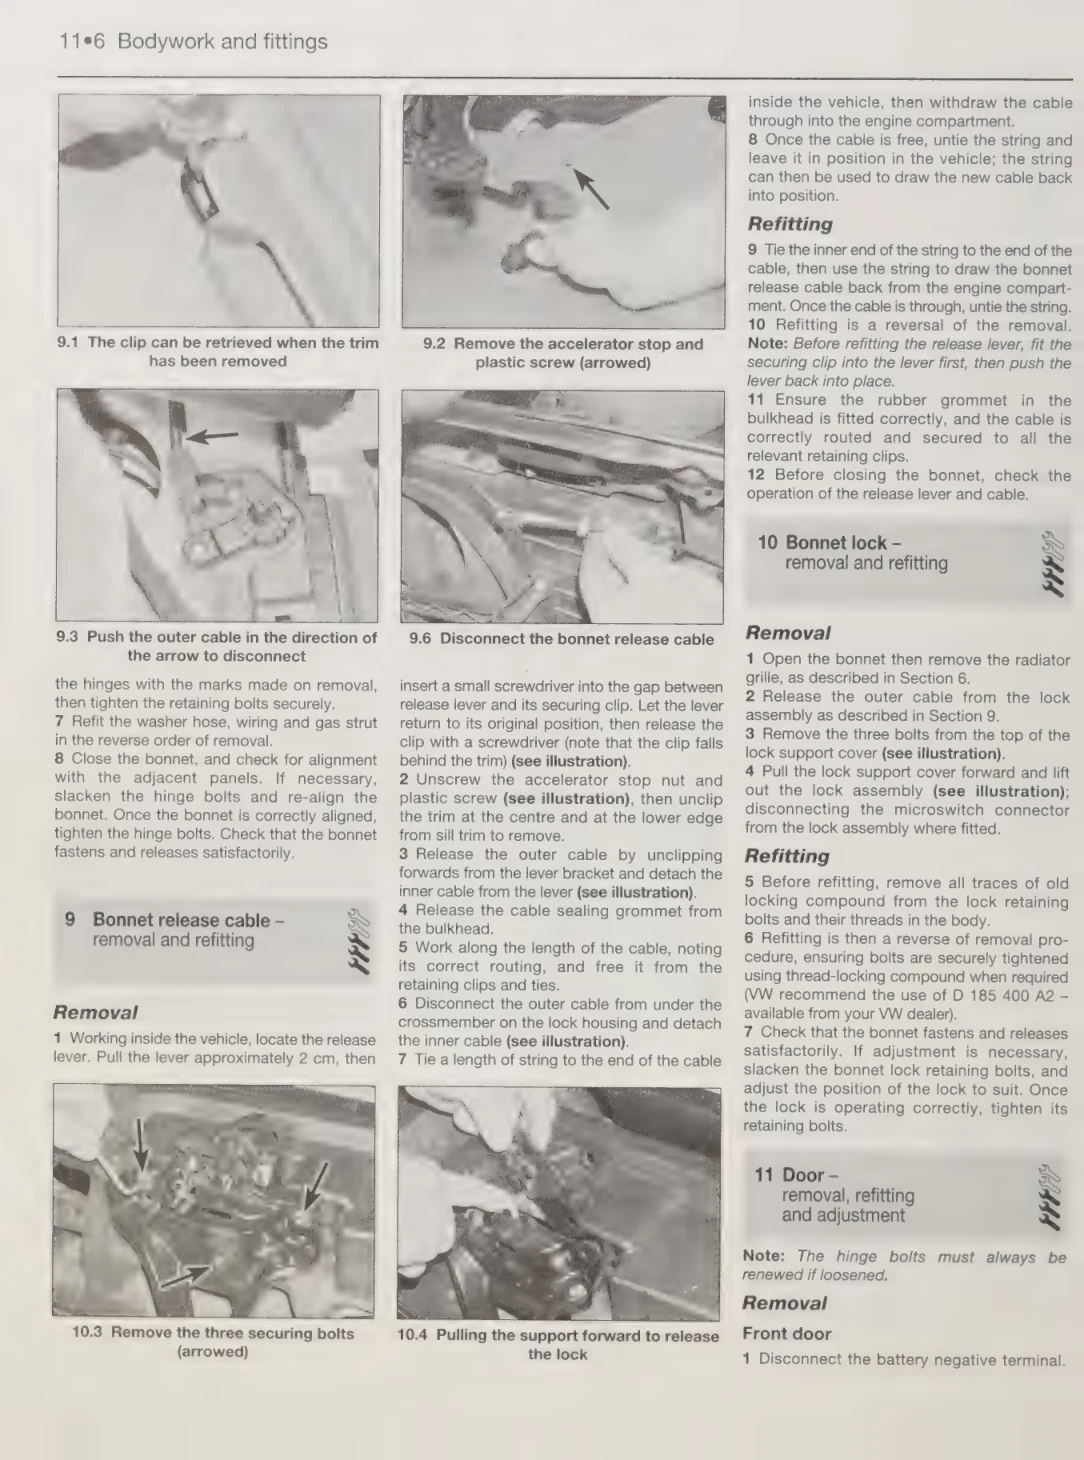 11•6 Bodywork and fittings
9.1 The clip can be retrieved when the trim
has been removed
9.2 Remove the accelerator stop and
plastic screw (arrowed)
9.3 Push the outer cable in the direction of
the arrow to disconnect
9.6 Disconnect the bonnet release cable
the hinges with the marks made on removal,
then tighten the retaining bolts securely.
7 Refit the washer hose, wiring and gas strut
in the reverse order of removal.
8 Close the bonnet, and check for alignment
with the adjacent panels. If necessary,
slacken the hinge bolts and re-align the
bonnet. Once the bonnet is correctly aligned,
tighten the hinge bolts. Check that the bonnet
fastens and releases satisfactorily.
9 Bonnet release cable –
removal and refitting
Removal
1 Working inside the vehicle, locate the release
lever. Pull the lever approximately 2 cm, then
insert a small screwdriver into the gap between
release lever and its securing clip. Let the lever
return to its original position, then release the
clip with a screwdriver (note that the clip falls
behind the trim) (see illustration).
2 Unscrew the accelerator stop nut and
plastic screw (see illustration), then unclip
the trim at the centre and at the lower edge
from sill trim to remove.
3 Release the outer cable by unclipping
forwards from the lever bracket and detach the
inner cable from the lever (see illustration).
4 Release the cable sealing grommet from
the bulkhead.
5 Work along the length of the cable, noting
its correct routing, and free it from the
retaining clips and ties.
6 Disconnect the outer cable from under the
crossmember on the lock housing and detach
the inner cable (see illustration).
7 Tie a length of string to the end of the cable
10.3 Remove the three securing bolts
(arrowed)
10.4 Pulling the support forward to release
the lock
inside the vehicle, then withdraw the cable
through into the engine compartment.
8 Once the cable is free, untie the string and
leave it in position in the vehicle; the string
can then be used to draw the new cable back
into position.
Refitting
9 Tie the inner end of the string to the end of the
cable, then use the string to draw the bonnet
release cable back from the engine compart-
ment. Once the cable is through, untie the string.
10 Refitting is a reversal of the removal.
Note: Before refitting the release lever, fit the
securing clip into the lever first, then push the
lever back into place.
11 Ensure the rubber grommet in the
bulkhead is fitted correctly, and the cable is
correctly routed and secured to all the
relevant retaining clips.
12 Before closing the bonnet, check the
operation of the release lever and cable.
10 Bonnet lock –
removal and refitting
Removal
1 Open the bonnet then remove the radiator
grille, as described in Section 6.
2 Release the outer cable from the lock
assembly as described in Section 9.
3 Remove the three bolts from the top of the
lock support cover (see illustration).
4 Pull the lock support cover forward and lift
out the lock assembly (see illustration);
disconnecting the microswitch connector
from the lock assembly where fitted.
Refitting
5 Before refitting, remove all traces of old
locking compound from the lock retaining
bolts and their threads in the body.
6 Refitting is then a reverse of removal pro-
cedure, ensuring bolts are securely tightened
using thread-locking compound when required
(VW recommend the use of D 185 400 A2 –
available from your VW dealer).
7 Check that the bonnet fastens and releases
satisfactorily. If adjustment is necessary,
slacken the bonnet lock retaining bolts, and
adjust the position of the lock to suit. Once
the lock is operating correctly, tighten its
retaining bolts.
11 Door –
removal, refitting
and adjustment
Note: The hinge bolts must always be
renewed if loosened.
Removal
Front door
1 Disconnect the battery negative terminal.